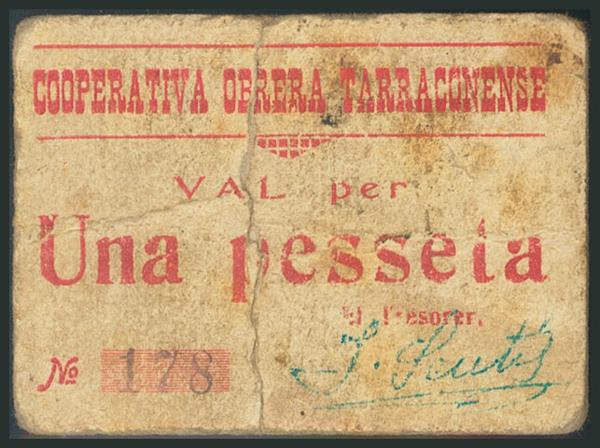 COOPERATIVA OBRERA TARRACONENSE
VAL per
Una pesseta
El Tresorer,
Nº 178